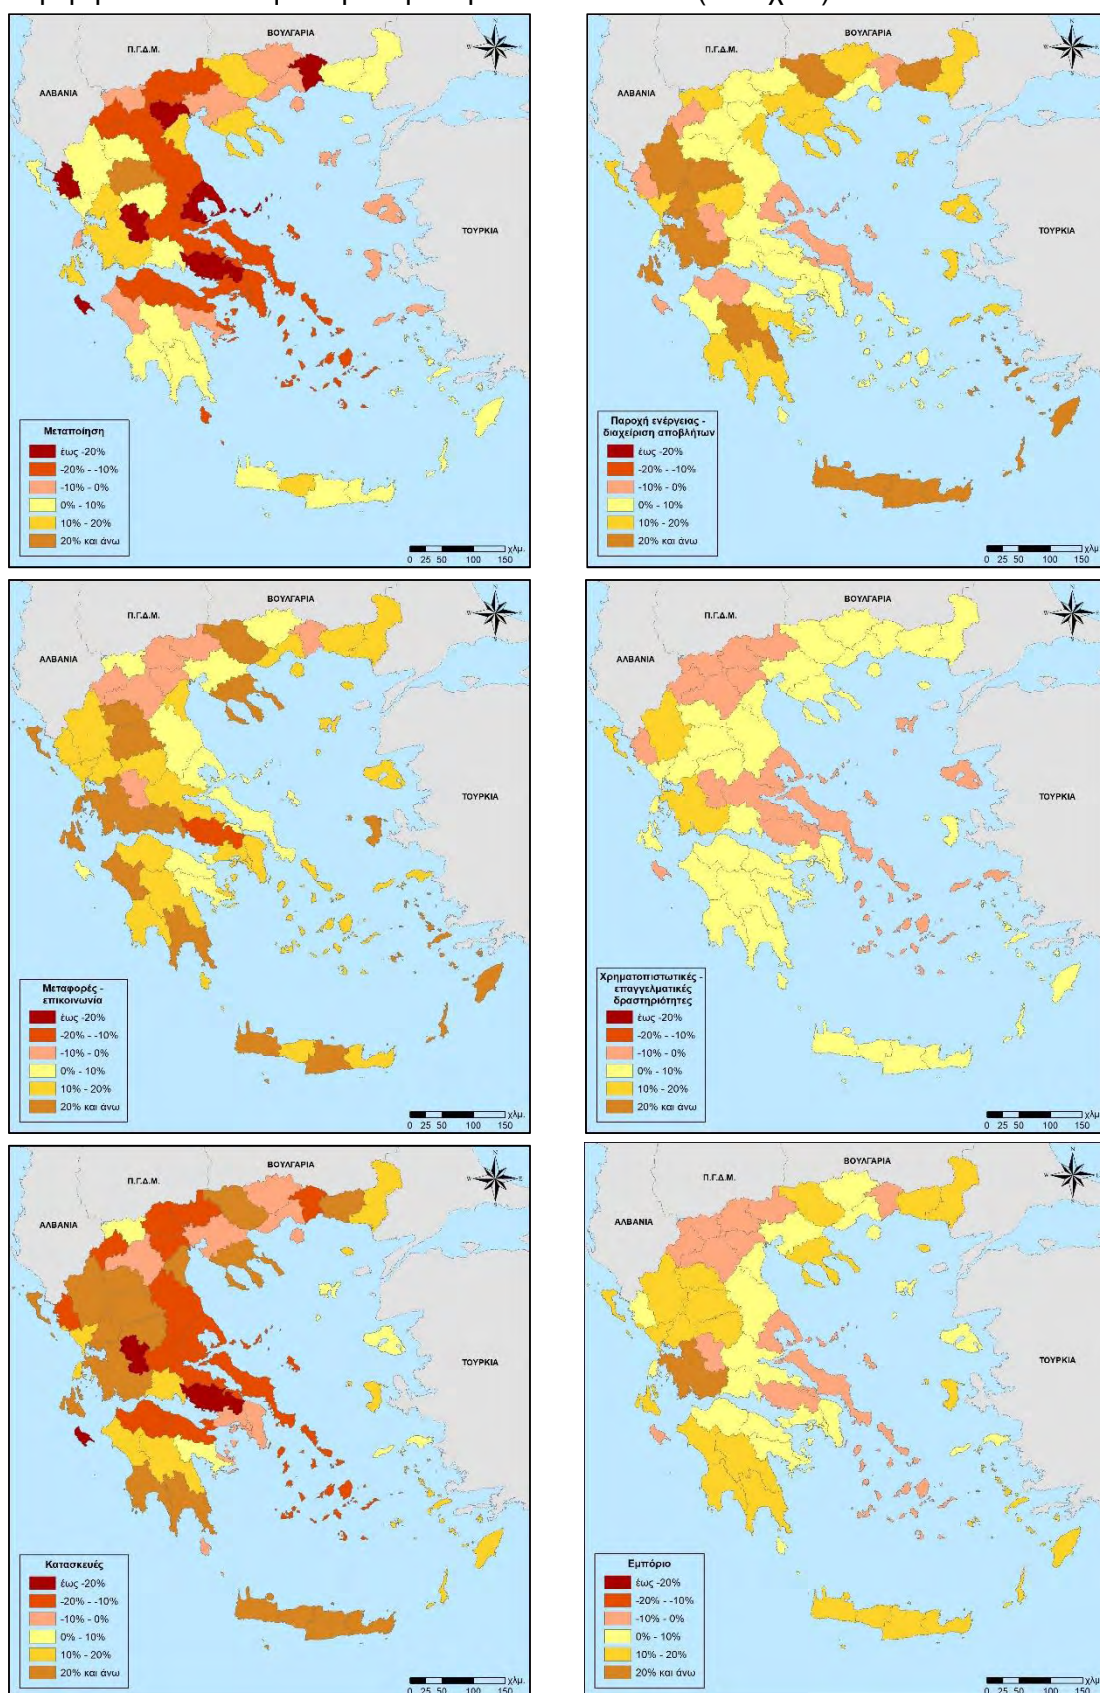 ΒΟΥΛΓΑΡΙΑ
Π.Γ.Δ.Μ.
ΑΛΒΑΝΙΑ
ΤΟΥΡΚΙΑ
N
W E
S
Μεταποίηση
έως -20%
-20% - -10%
-10% - 0%
0% - 10%
10% - 20%
20% και άνω
χλμ.
0 25 50 100 150
ΒΟΥΛΓΑΡΙΑ
Π.Γ.Δ.Μ.
ΑΛΒΑΝΙΑ
ΤΟΥΡΚΙΑ
N
W E
S
Παροχή ενέργειας -
διαχείριση αποβλήτων
έως -20%
-20% - -10%
-10% - 0%
0% - 10%
10% - 20%
20% και άνω
χλμ.
0 25 50 100 150
ΒΟΥΛΓΑΡΙΑ
Π.Γ.Δ.Μ.
ΑΛΒΑΝΙΑ
ΤΟΥΡΚΙΑ
N
W E
S
Μεταφορές -
επικοινωνία
έως -20%
-20% - -10%
-10% - 0%
0% - 10%
10% - 20%
20% και άνω
χλμ.
0 25 50 100 150
ΒΟΥΛΓΑΡΙΑ
Π.Γ.Δ.Μ.
ΑΛΒΑΝΙΑ
ΤΟΥΡΚΙΑ
N
W E
S
Χρηματοπιστωτικές -
επαγγελματικές
δραστηριότητες
έως -20%
-20% - -10%
-10% - 0%
0% - 10%
10% - 20%
20% και άνω
χλμ.
0 25 50 100 150
ΒΟΥΛΓΑΡΙΑ
Π.Γ.Δ.Μ.
ΑΛΒΑΝΙΑ
ΤΟΥΡΚΙΑ
N
W E
S
Κατασκευές
έως -20%
-20% - -10%
-10% - 0%
0% - 10%
10% - 20%
20% και άνω
χλμ.
0 25 50 100 150
ΒΟΥΛΓΑΡΙΑ
Π.Γ.Δ.Μ.
ΑΛΒΑΝΙΑ
ΤΟΥΡΚΙΑ
N
W E
S
Εμπόριο
έως -20%
-20% - -10%
-10% - 0%
0% - 10%
10% - 20%
20% και άνω
χλμ.
0 25 50 100 150